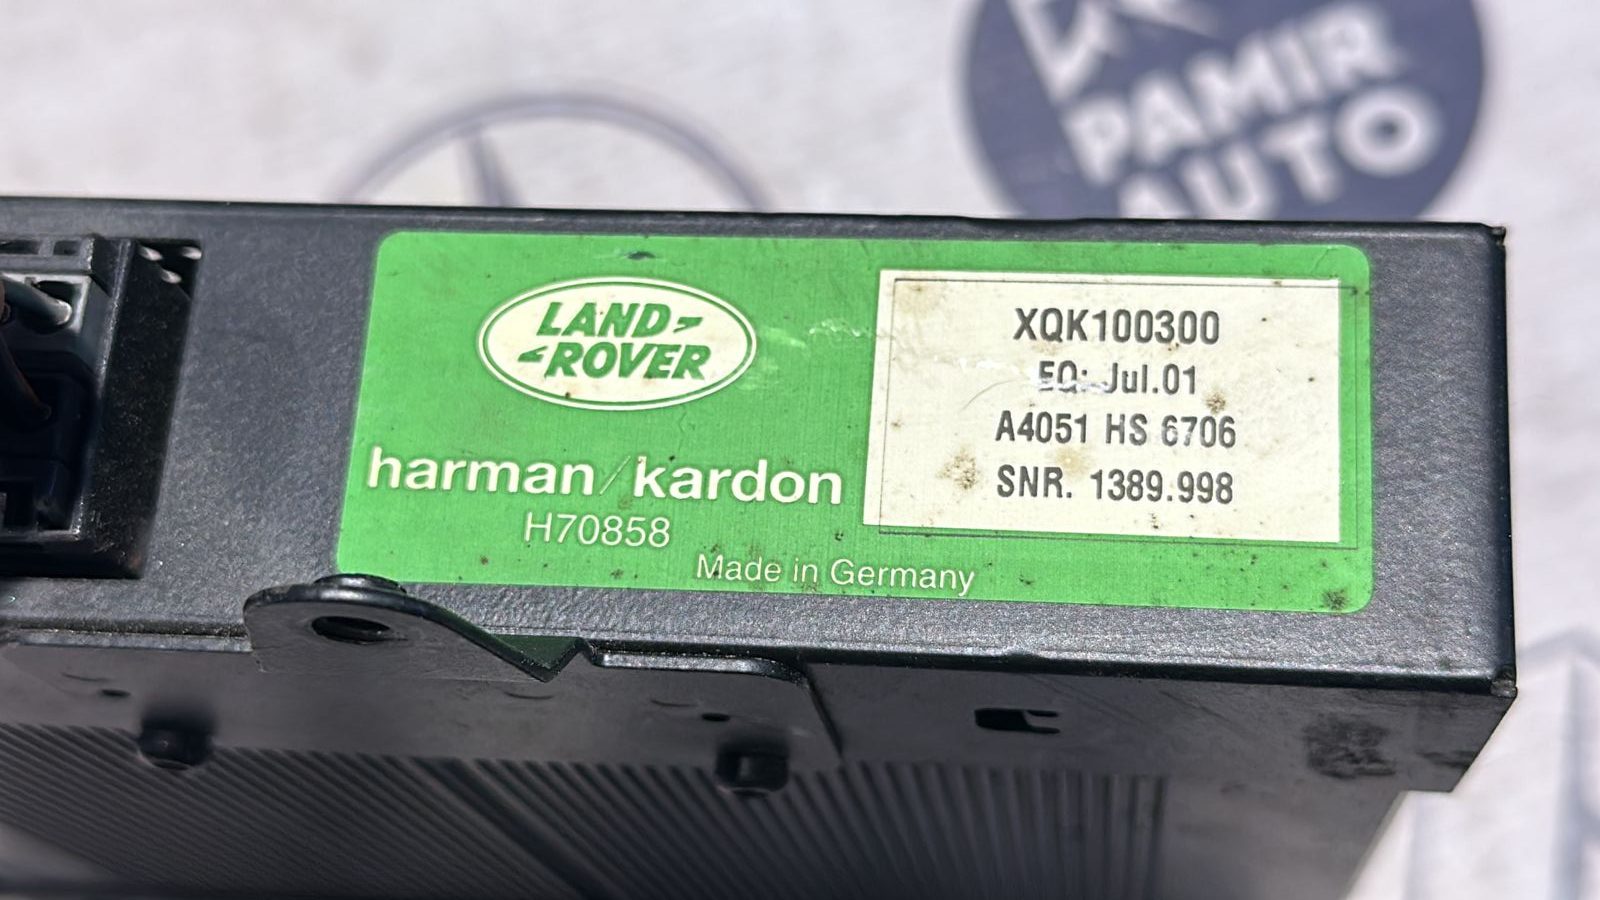 PAMIR
AUTO
LAND-
-ROVER
harman/kardon
H70858
Made in Germany
XQK100300
EQ: Jul.01
A4051 HS 6706
SNR. 1389.998